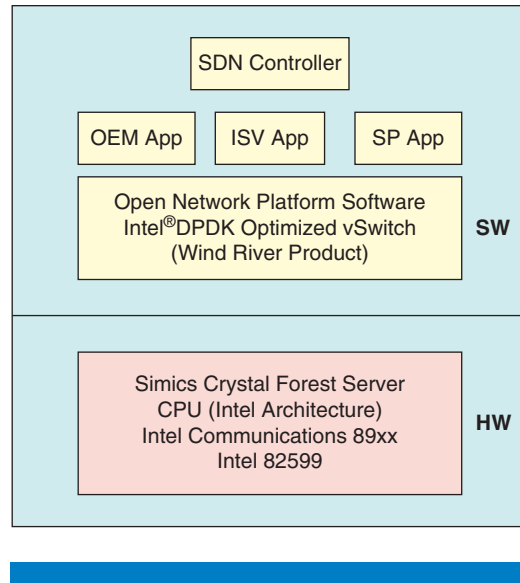 SDN Controller
OEM App
ISV App
SP App
Open Network Platform Software
Intel®DPDK Optimized vSwitch
(Wind River Product)
SW
Simics Crystal Forest Server
CPU (Intel Architecture)
Intel Communications 89xx
Intel 82599
HW